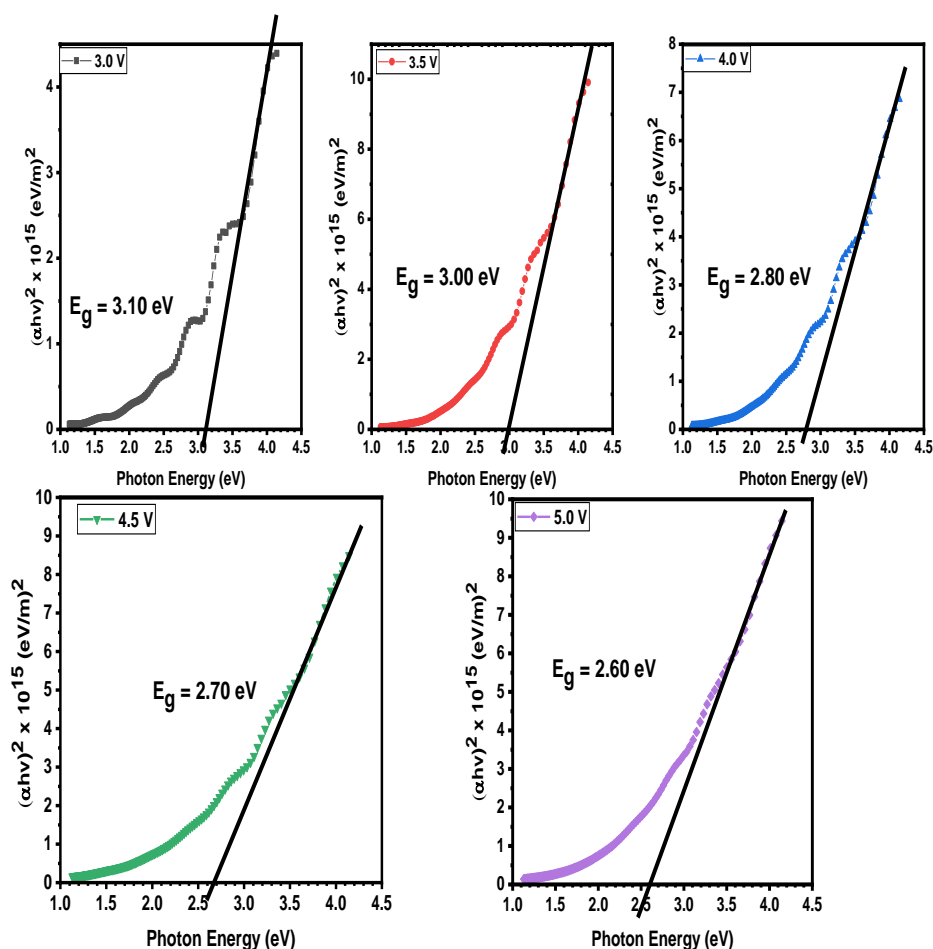 3.0 V
4
4
2
1
0
(αhν)² x 10¹⁵ (eV/m)²
E_g = 3.10 eV
1.0 1.5 2.0 2.5 3.0 3.5 4.0 4.5
Photon Energy (eV)
3.5 V
10
8
6
4
2
0
(αhν)² x 10¹⁵ (eV/m)²
E_g = 3.00 eV
1.0 1.5 2.0 2.5 3.0 3.5 4.0 4.5
Photon Energy (eV)
4.0 V
8
7
6
5
4
3
2
1
0
(αhν)² x 10¹⁵ (eV/m)²
E_g = 2.80 eV
1.0 1.5 2.0 2.5 3.0 3.5 4.0 4.5
Photon Energy (eV)
4.5 V
10
9
8
7
6
5
4
3
2
1
0
(αhν)² x 10¹⁵ (eV/m)²
E_g = 2.70 eV
1.0 1.5 2.0 2.5 3.0 3.5 4.0 4.5
Photon Energy (eV)
5.0 V
10
9
8
7
6
5
4
3
2
1
0
(αhν)² x 10¹⁵ (eV/m)²
E_g = 2.60 eV
1.0 1.5 2.0 2.5 3.0 3.5 4.0 4.5
Photon Energy (eV)